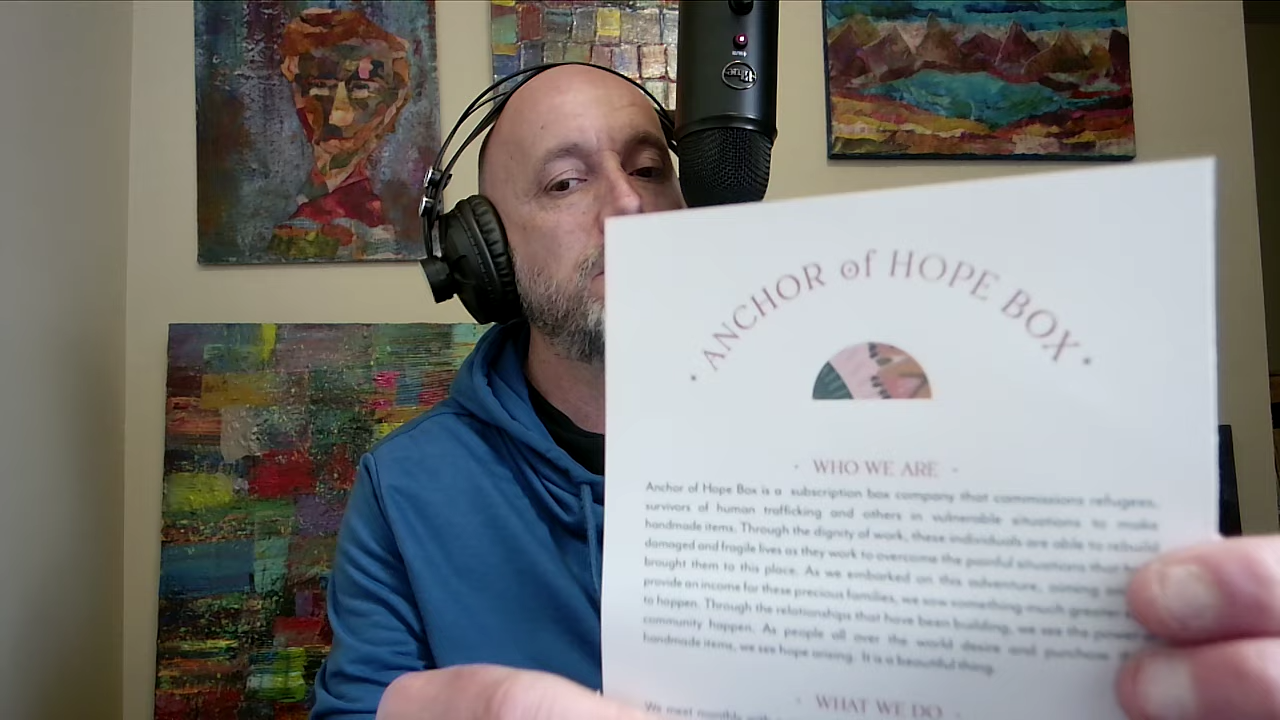 blue
• ANCHOR of HOPE BOX •
· WHO WE ARE ·
Anchor of Hope Box is a subscription box company that commissions refugees,
survivors of human trafficking and others in vulnerable situations to make
handmade items. Through the dignity of work, these individuals are able to rebuild
damaged and fragile lives as they work to overcome the painful situations that
brought them to this place. As we embarked on this adventure,
provide an income for these precious families, we saw something much greater
to happen. Through the relationships that have been building, we see the power
community happen. As people all over the world desire and purchase
handmade items, we see hope arising. It is a beautiful thing.
· WHAT WE DO ·
We meet monthly with